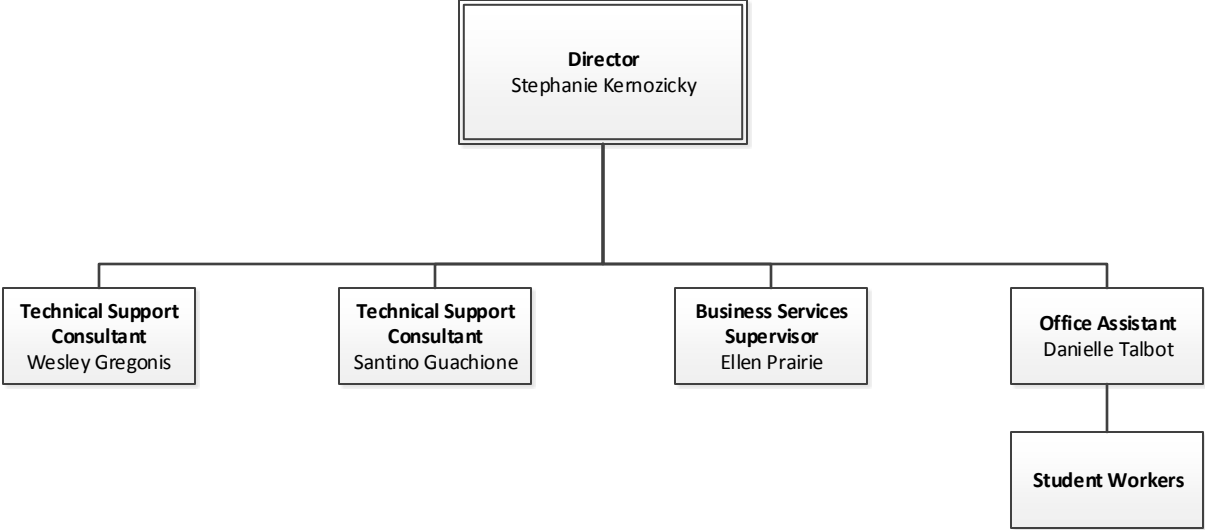 Director
Stephanie Kernozicky
Technical Support
Consultant
Wesley Gregonis
Technical Support
Consultant
Santino Guachione
Business Services
Supervisor
Ellen Prairie
Office Assistant
Danielle Talbot
Student Workers